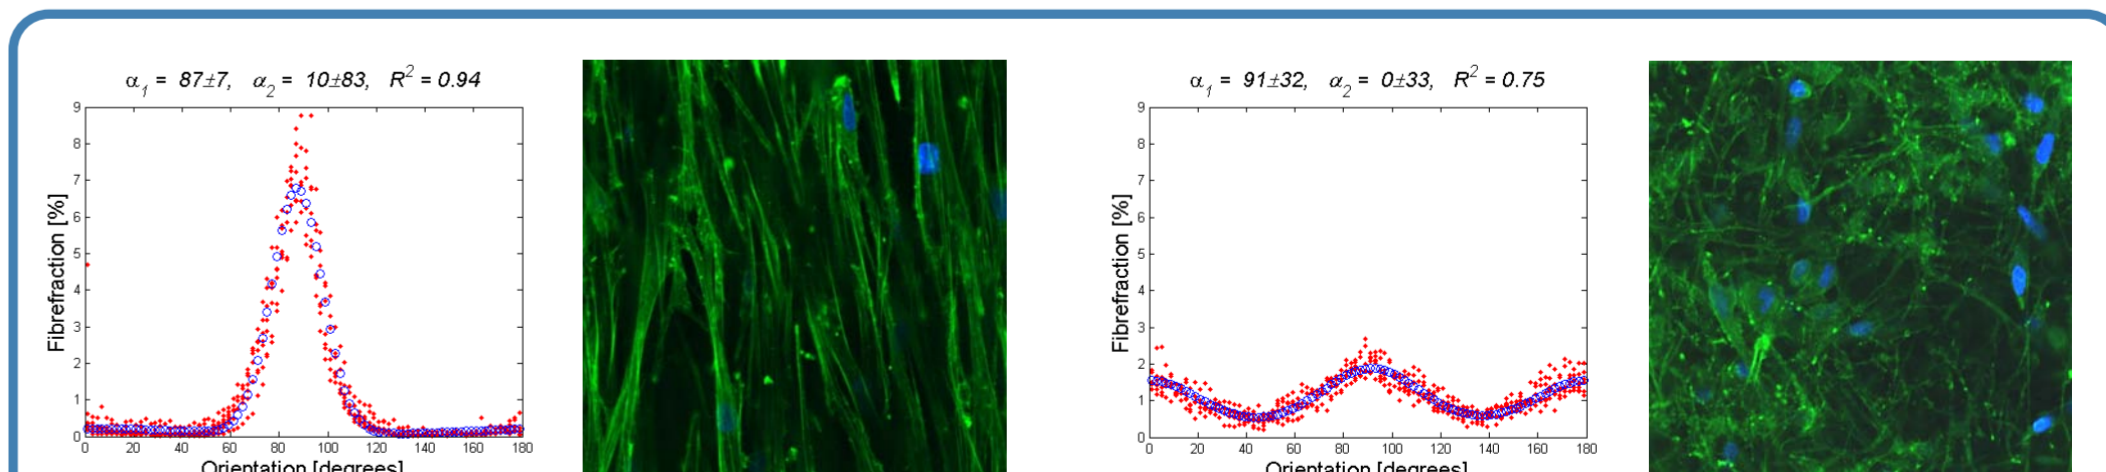 α1 = 87±7, α2 = 10±83, R² = 0.94
9
8
7
6
5
4
3
2
1
0
Fibrefraction [%]
0 20 40 60 80 100 120 140 160 180
Orientation [degrees]
α1 = 91±32, α2 = 0±33, R² = 0.75
9
8
7
6
5
4
3
2
1
0
Fibrefraction [%]
0 20 40 60 80 100 120 140 160 180
Orientation [degrees]